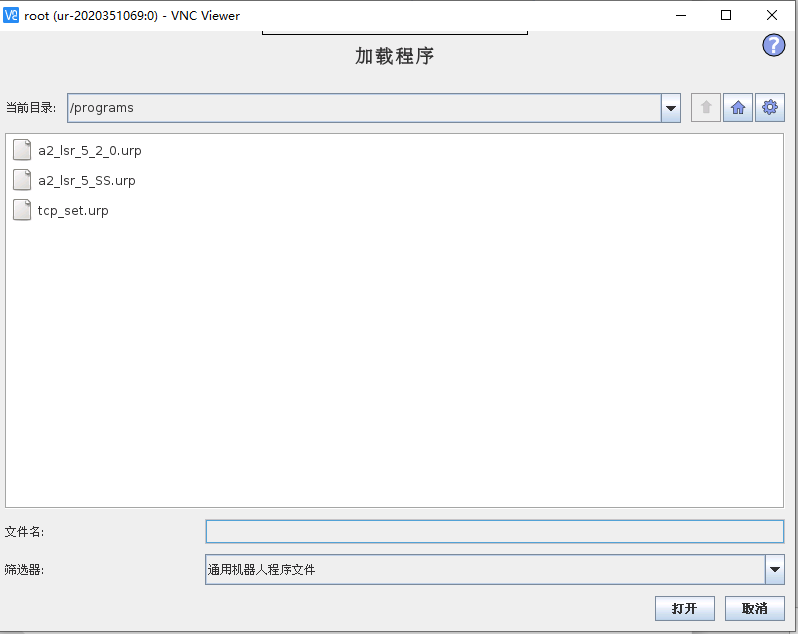 V2 root (ur-2020351069:0) - VNC Viewer
加载程序
?
当前目录: /programs
a2_lsr_5_2_0.urp
a2_lsr_5_SS.urp
tcp_set.urp
文件名:
筛选器: 通用机器人程序文件
打开 取消